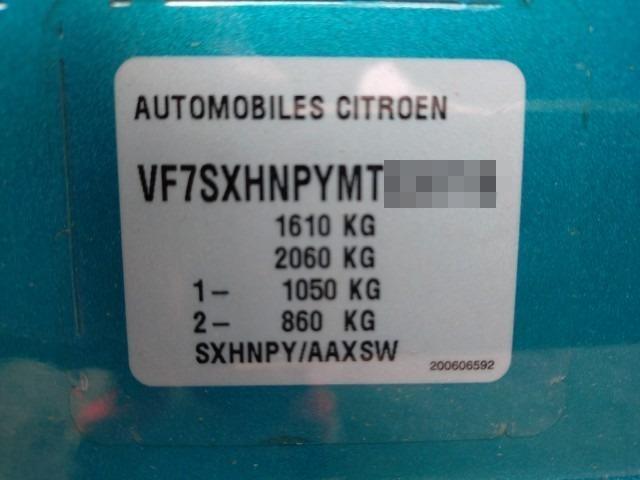 AUTOMOBILES CITROEN
VF7SXHNPYMT
1610 KG
2060 KG
1- 1050 KG
2- 860 KG
SXHNPY/AAXSW
200606592